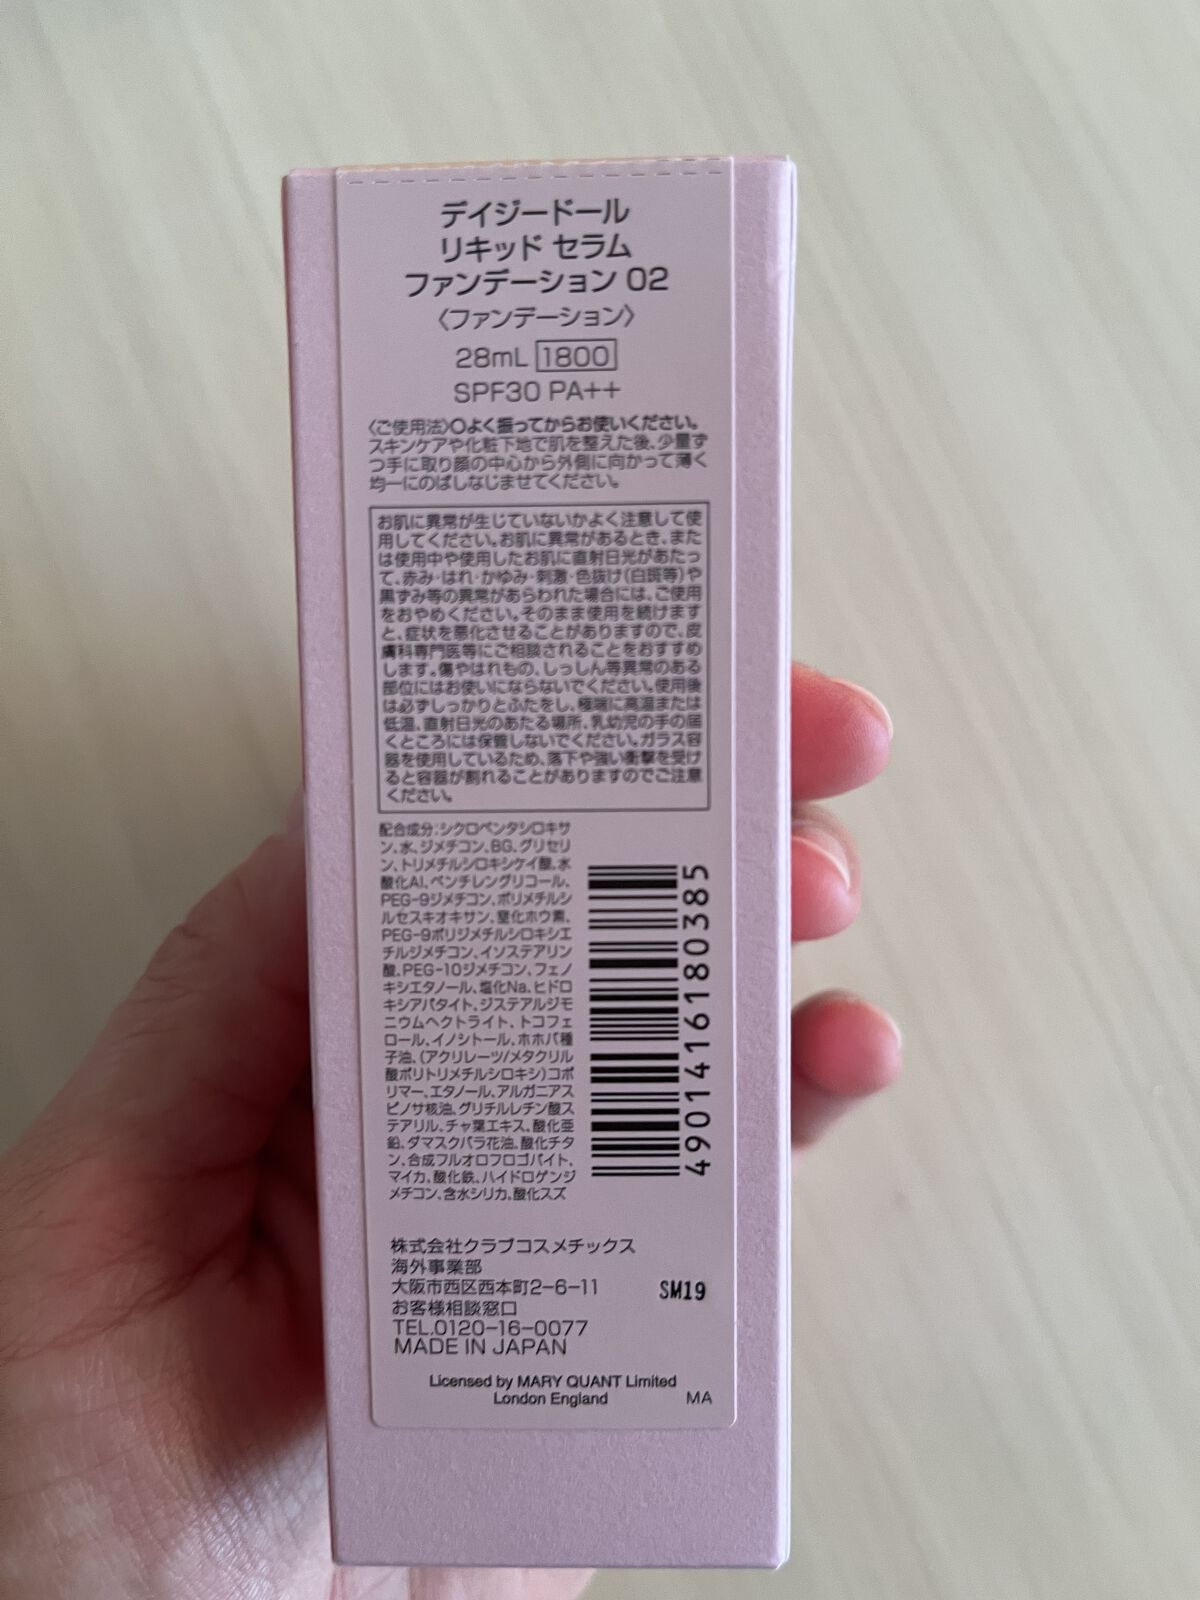 デイジードール
リキッド セラム
ファンデーション 02
〈ファンデーション〉
28mL 1800
SPF30 PA++
〈ご使用法〉○よく振ってからお使いください。
スキンケアや化粧下地で肌を整えた後、少量ず
つ手に取り顔の中心から外側に向かって薄く
均一にのばしなじませてください。
お肌に異常が生じていないかよく注意して使
用してください。お肌に異常があるとき、また
は使用中や使用したお肌に直射日光があたっ
て、赤み・はれ・かゆみ・刺激・色抜け(白斑等)や
黒ずみ等の異常があらわれた場合には、ご使用
をおやめください。そのまま使用を続けます
と、症状を悪化させることがありますので、皮
膚科専門医等にご相談されることをおすすめ
します。傷やはれもの、しっしん等異常のある
部位にはお使いにならないでください。使用後
は必ずしっかりとふたをし、極端に高温または
低温、直射日光のあたる場所、乳幼児の手の届
くところには保管しないでください。ガラス容
器を使用しているため、落下や強い衝撃を受け
ると容器が割れることがありますのでご注意
ください。
配合成分:シクロペンタシロキサ
ン、水、ジメチコン、BG、グリセリ
ン、トリメチルシロキシケイ酸、水
酸化Al、ペンチレングリコール、
PEG-9ジメチコン、ポリメチルシ
ルセスキオキサン、窒化ホウ素、
PEG-9ポリジメチルシロキシエ
チルジメチコン、イソステアリン
酸、PEG-10ジメチコン、フェノ
キシエタノール、塩化Na、ヒドロ
キシアパタイト、ジステアルジモ
ニウムヘクトライト、トコフェ
ロール、イノシトール、ホホバ種
子油、(アクリレーツ/メタクリル
酸ポリトリメチルシロキシ)コポ
リマー、エタノール、アルガニアス
ピノサ核油、グリチルレチン酸ス
テアリル、チャ葉エキス、酸化亜
鉛、ダマスクバラ花油、酸化チタ
ン、合成フルオロフロゴパイト、
マイカ、酸化鉄、ハイドロゲンジ
メチコン、含水シリカ、酸化スズ
4901416180385
株式会社クラブコスメチックス
海外事業部
大阪市西区西本町2-6-11
お客様相談窓口
TEL.0120-16-0077
MADE IN JAPAN
SM19
Licensed by MARY QUANT Limited
London England
MA